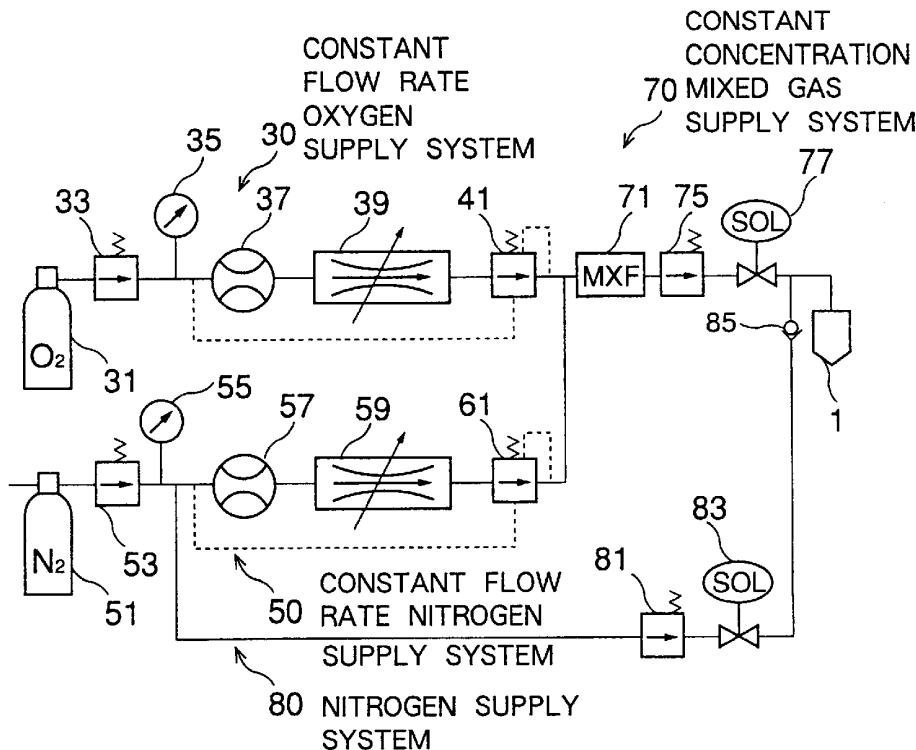 CONSTANT
FLOW RATE
OXYGEN
SUPPLY SYSTEM
30
CONSTANT
CONCENTRATION
MIXED GAS
SUPPLY SYSTEM
70
35
33
37
39
41
71
75
77
SOL
MXF
O2
31
85
1
55
53
57
59
61
N2
51
50
CONSTANT FLOW
RATE NITROGEN
SUPPLY SYSTEM
81
83
SOL
80
NITROGEN SUPPLY
SYSTEM